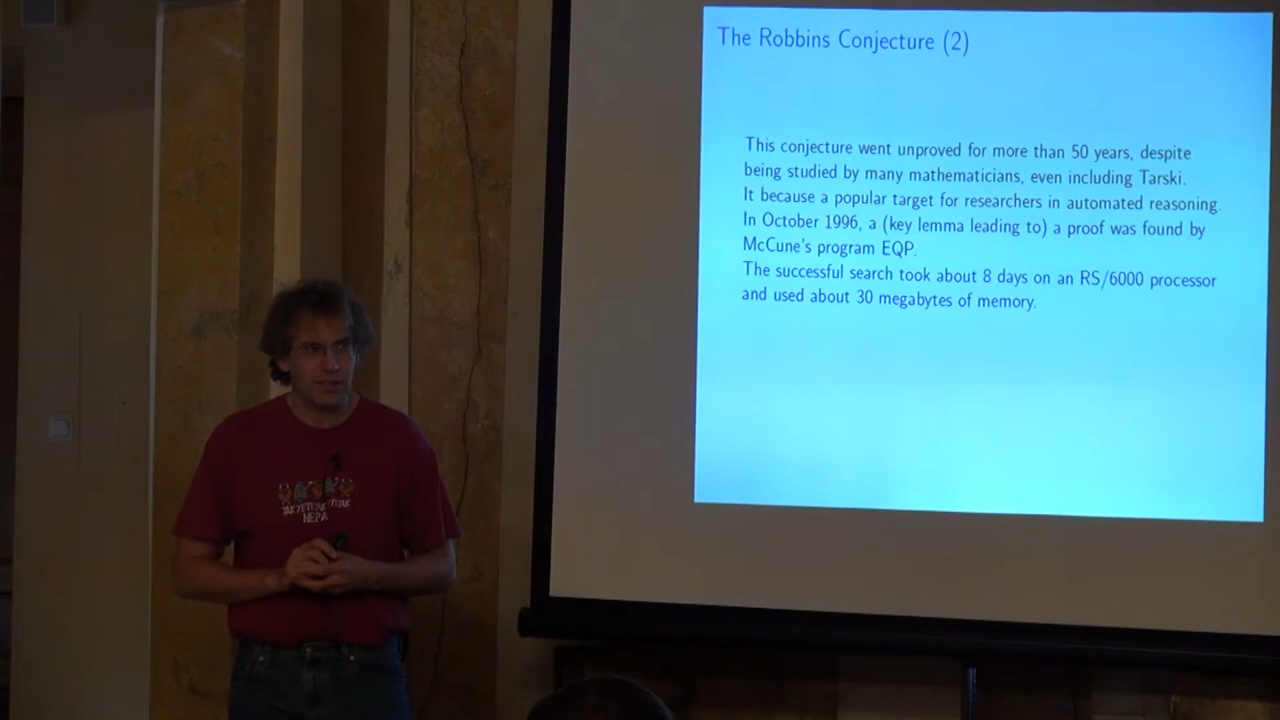 The Robbins Conjecture (2)
This conjecture went unproved for more than 50 years, despite
being studied by many mathematicians, even including Tarski.
It because a popular target for researchers in automated reasoning.
In October 1996, a (key lemma leading to) a proof was found by
McCune's program EQP.
The successful search took about 8 days on an RS/6000 processor
and used about 30 megabytes of memory.
YAK YETI YAK